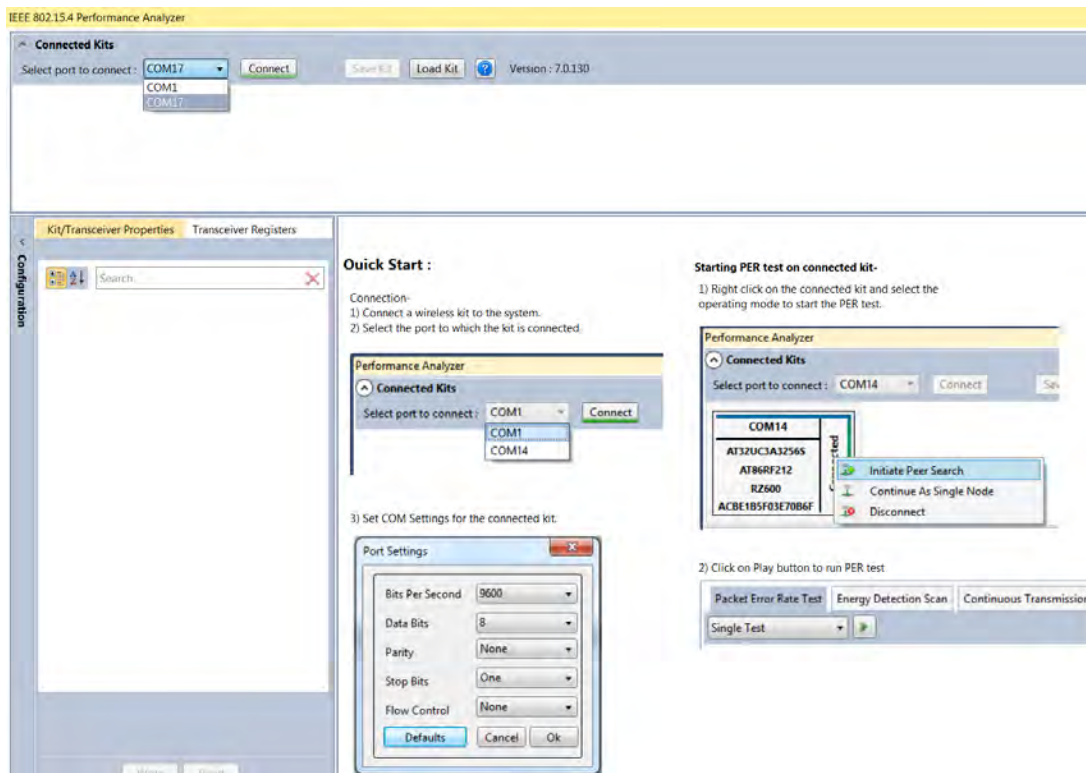 IEEE 802.15.4 Performance Analyzer
Connected Kits
Select port to connect : COM17 Connect Save Kit Load Kit ? Version : 7.0.130
COM1
COM17
Configuration
Kit/Transceiver Properties Transceiver Registers
Search
Quick Start :
Connection-
1) Connect a wireless kit to the system.
2) Select the port to which the kit is connected
Performance Analyzer
Connected Kits
Select port to connect : COM1 Connect
COM1
COM14
3) Set COM Settings for the connected kit.
Port Settings
Bits Per Second 9600
Data Bits 8
Parity None
Stop Bits One
Flow Control None
Defaults Cancel Ok
Starting PER test on connected kit-
1) Right click on the connected kit and select the
operating mode to start the PER test.
Performance Analyzer
Connected Kits
Select port to connect : COM14 Connect
COM14
AT32UC3A3256S
AT86RF212
RZ600
ACBE1B5F03E70B6F
Initiate Peer Search
Continue As Single Node
Disconnect
2) Click on Play button to run PER test
Packet Error Rate Test Energy Detection Scan Continuous Transmission
Single Test